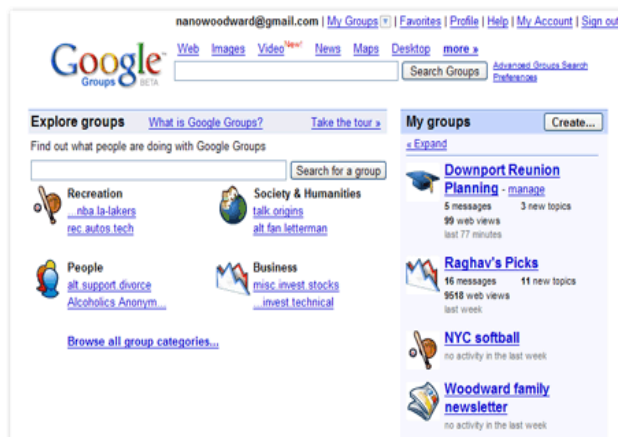 nanowoodward@gmail.com | My Groups | Favorites | Profile | Help | My Account | Sign out
Web Images Video New! News Maps Desktop more »
Google
Groups BETA
Search Groups
Advanced Groups Search
Preferences
Explore groups What is Google Groups? Take the tour »
Find out what people are doing with Google Groups
Search for a group
Recreation
...nba la-lakers
rec autos tech
Society & Humanities
talk origins
alt fan letterman
People
alt support divorce
Alcoholics Anonym...
Business
misc invest stocks
...invest technical
Browse all group categories...
My groups Create...
« Expand
Downport Reunion
Planning - manage
5 messages 3 new topics
99 web views
last 77 minutes
Raghav's Picks
16 messages 11 new topics
9518 web views
last week
NYC softball
no activity in the last week
Woodward family
newsletter
no activity in the last week